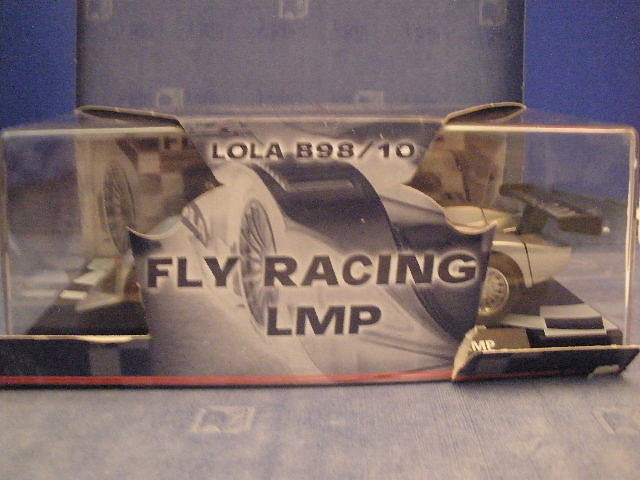 LOLA B98/10
FLY RACING
LMP
MP